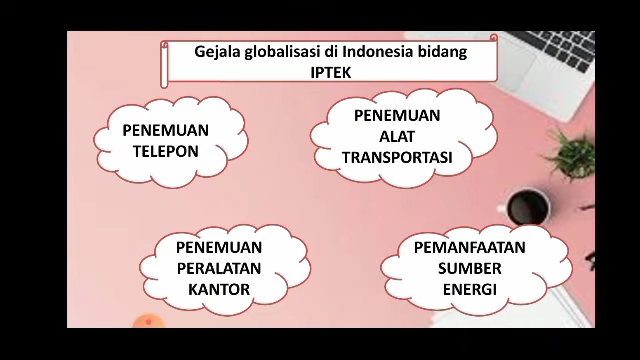 Gejala globalisasi di Indonesia bidang
IPTEK
PENEMUAN
TELEPON
PENEMUAN
ALAT
TRANSPORTASI
PENEMUAN
PERALATAN
KANTOR
PEMANFAATAN
SUMBER
ENERGI